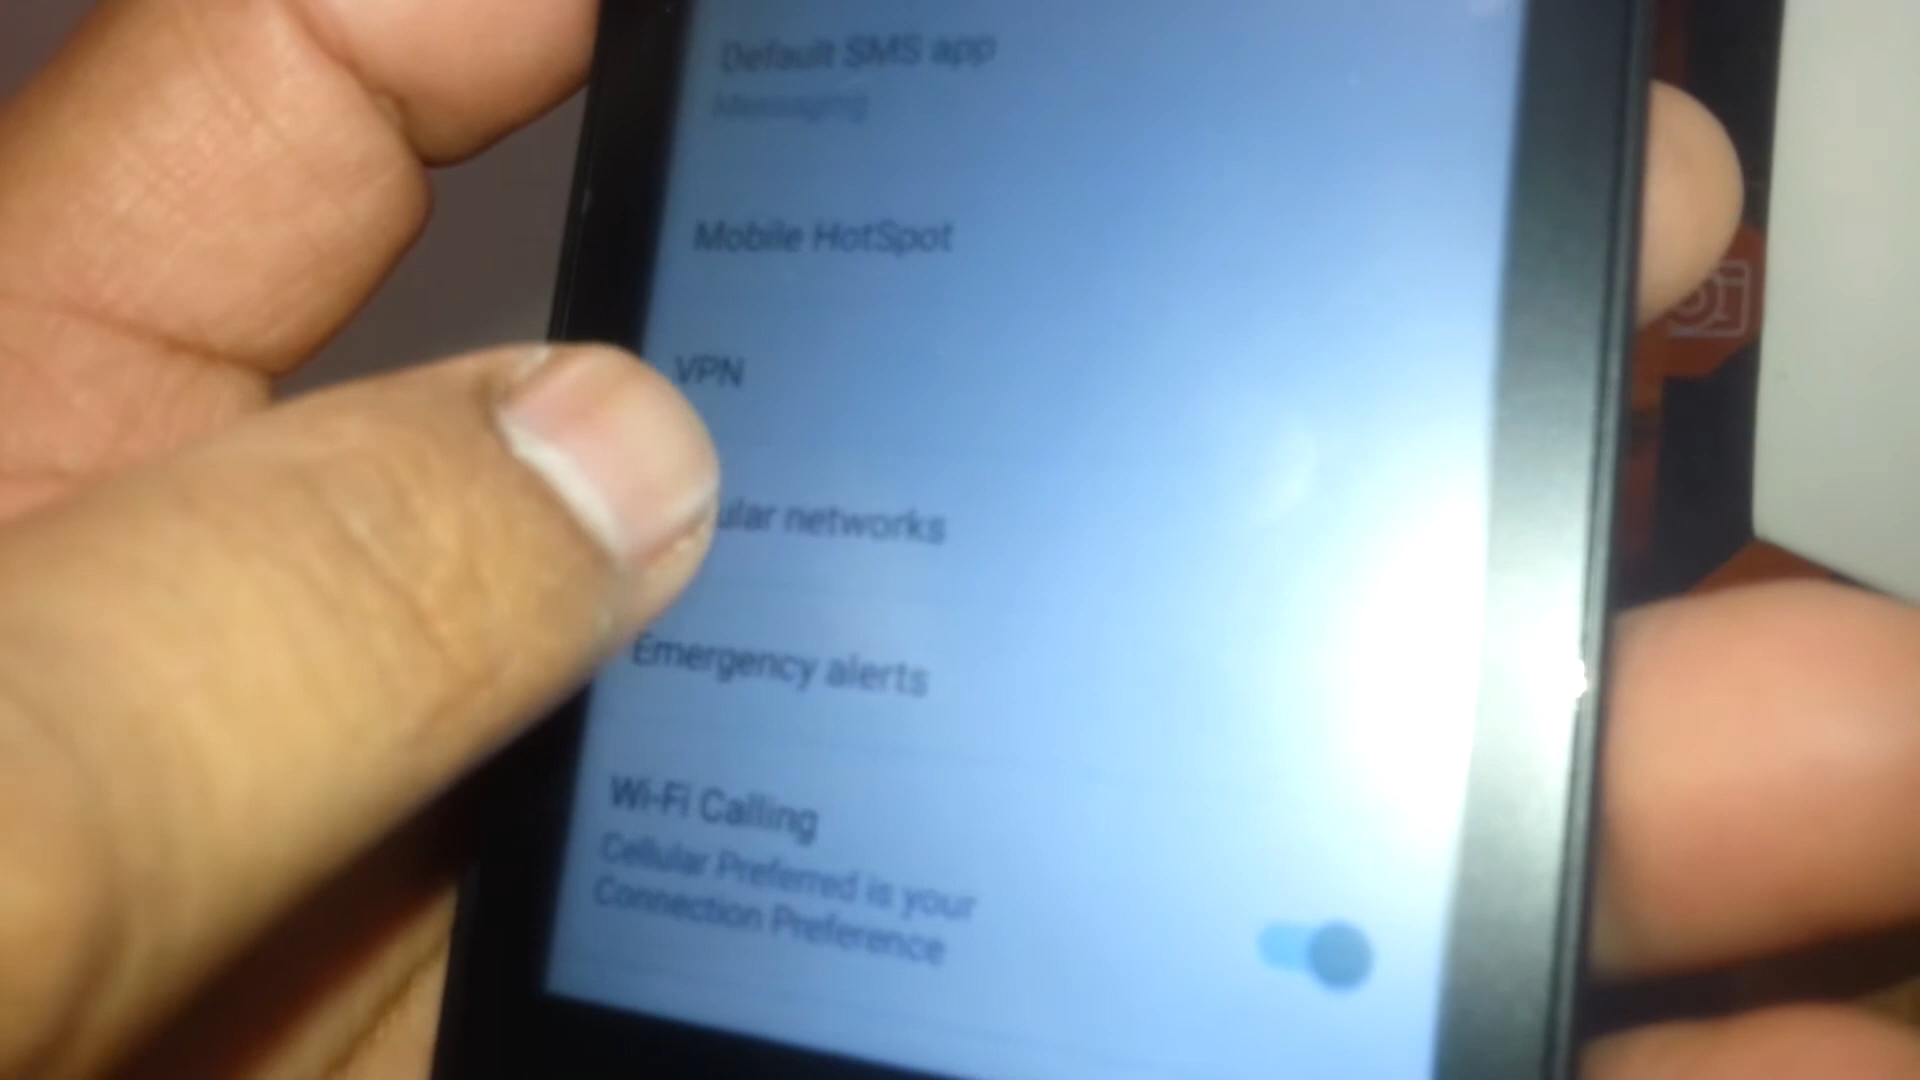 Default SMS app
Messaging
Mobile HotSpot
VPN
ular networks
Emergency alerts
Wi-Fi Calling
Cellular Preferred is your
Connection Preference